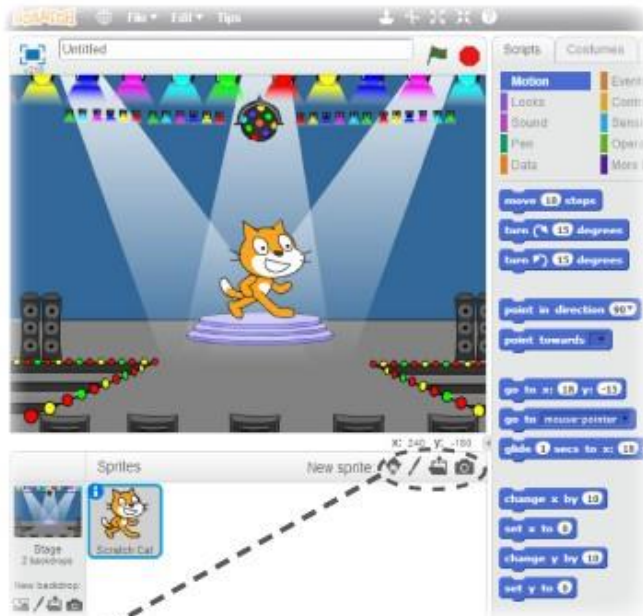 SCRATCH File Edit Tips
Untitled
Scripts Costumes
Motion
Looks
Sound
Pen
Data More
move 10 steps
turn 15 degrees
turn 15 degrees
point in direction 90
point towards
go to x: 18 y: -15
go to mouse-pointer
x: 240 y: -180
glide 1 secs to x: 18
Sprites New sprite:
Scratch Cat
Stage
2 backdrops
New backdrop:
change x by 10
set x to 0
change y by 10
set y to 0